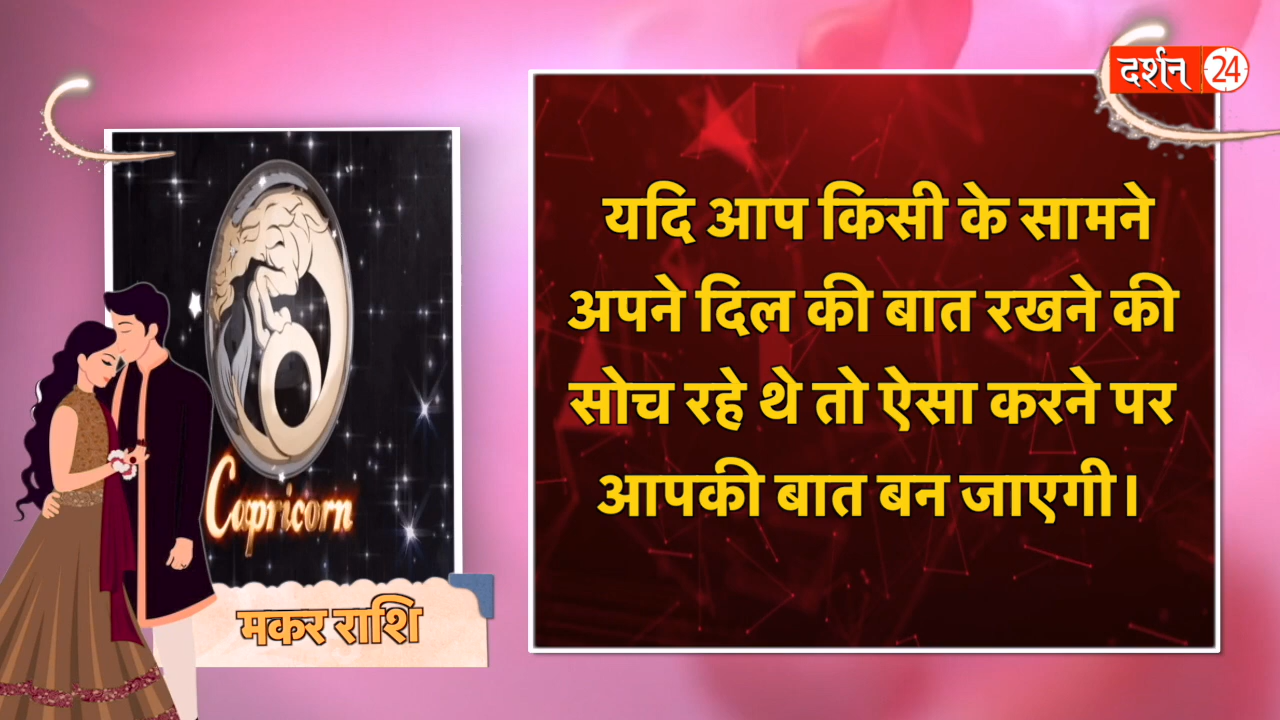 दर्शन 24
यदि आप किसी के सामने
अपने दिल की बात रखने की
सोच रहे थे तो ऐसा करने पर
आपकी बात बन जाएगी।
Capricorn
मकर राशि